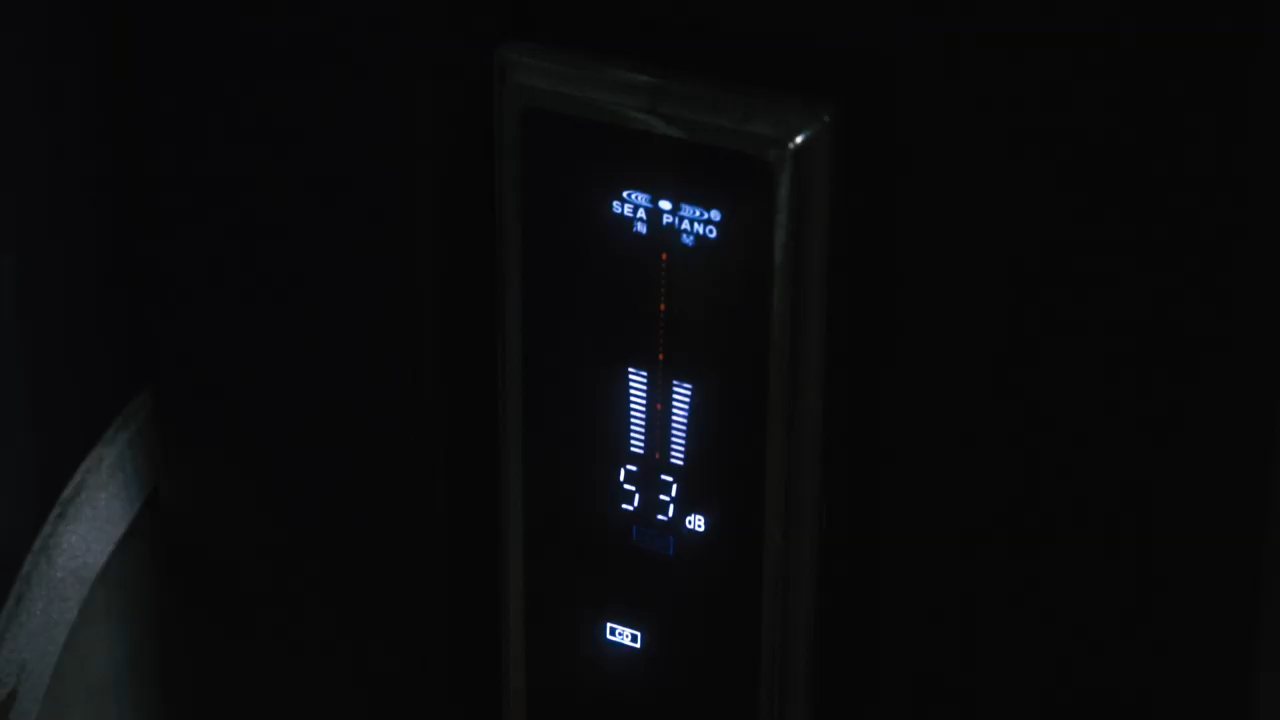 SEA PIANO
海 琴
53 dB
CD